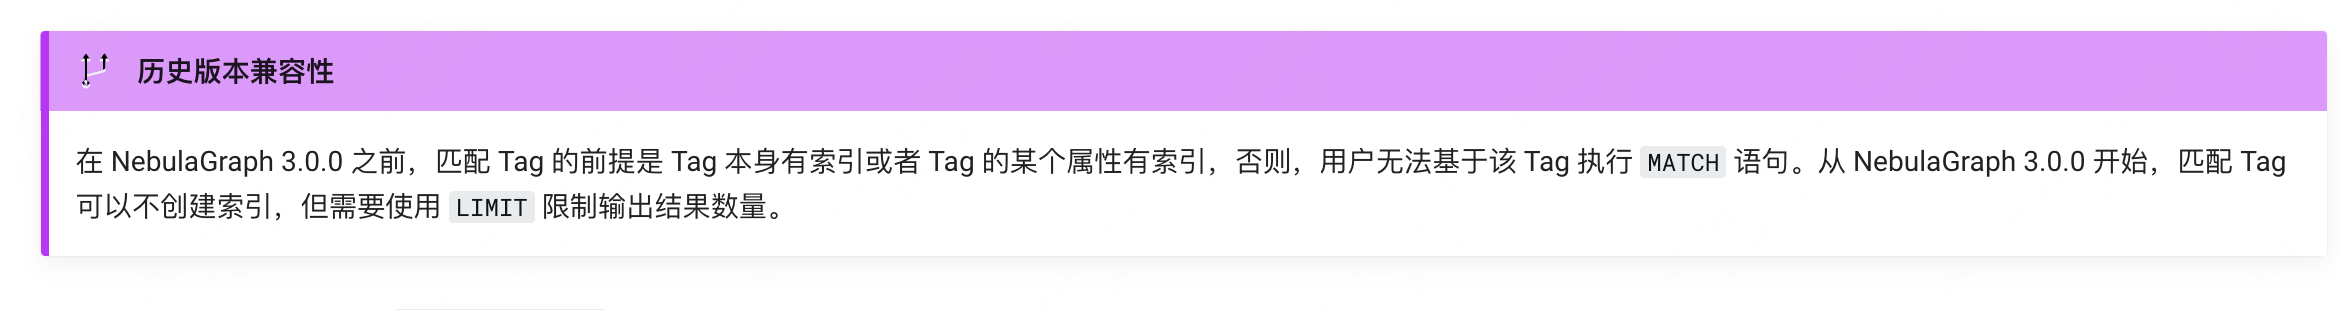 历史版本兼容性
在 NebulaGraph 3.0.0 之前，匹配 Tag 的前提是 Tag 本身有索引或者 Tag 的某个属性有索引，否则，用户无法基于该 Tag 执行 MATCH 语句。从 NebulaGraph 3.0.0 开始，匹配 Tag
可以不创建索引，但需要使用 LIMIT 限制输出结果数量。